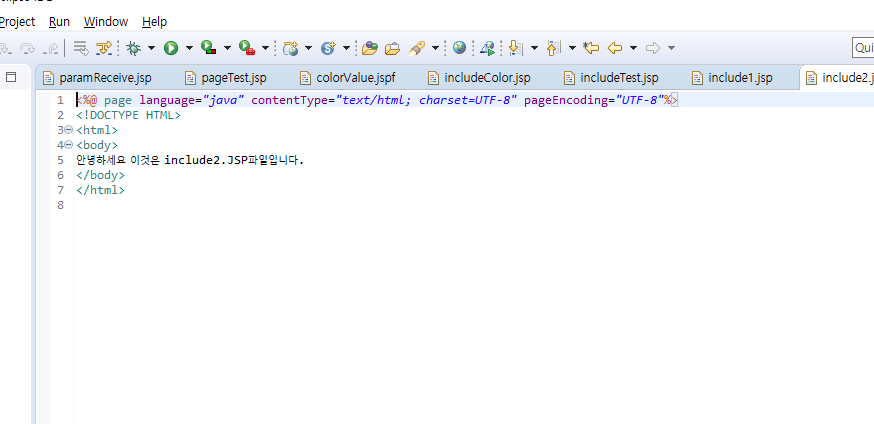 Project Run Window Help
Qui
paramReceive.jsp pageTest.jsp colorValue.jspf includeColor.jsp includeTest.jsp include1.jsp include2.j
1 <%@ page language="java" contentType="text/html; charset=UTF-8" pageEncoding="UTF-8"%>
2 <!DOCTYPE HTML>
3 <html>
4 <body>
5 안녕하세요 이것은 include2.JSP파일입니다.
6 </body>
7 </html>
8